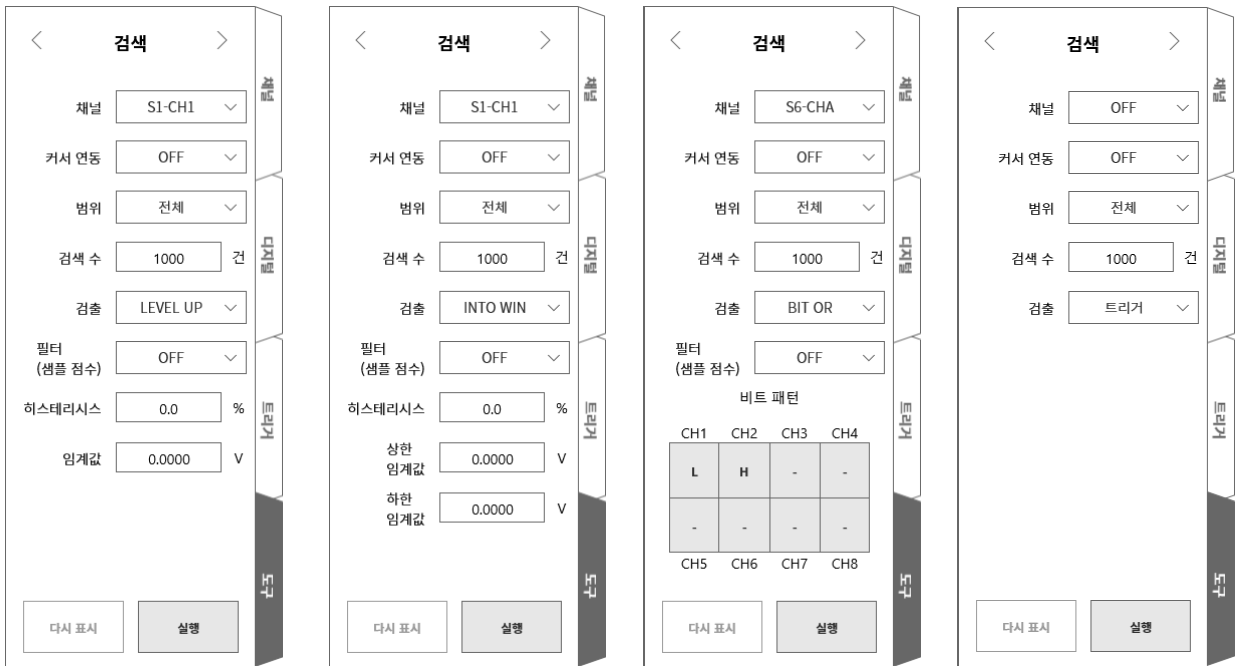 검색
채널 S1-CH1
커서 연동 OFF
범위 전체
검색 수 1000 건
검출 LEVEL UP
필터
(샘플 점수) OFF
히스테리시스 0.0 %
임계값 0.0000 V
다시 표시 실행
채널
디지털
트리거
도구
검색
채널 S1-CH1
커서 연동 OFF
범위 전체
검색 수 1000 건
검출 INTO WIN
필터
(샘플 점수) OFF
히스테리시스 0.0 %
상한
임계값 0.0000 V
하한
임계값 0.0000 V
다시 표시 실행
채널
디지털
트리거
도구
검색
채널 S6-CHA
커서 연동 OFF
범위 전체
검색 수 1000 건
검출 BIT OR
필터
(샘플 점수) OFF
비트 패턴
CH1 CH2 CH3 CH4
L H - -
- - - -
CH5 CH6 CH7 CH8
다시 표시 실행
채널
디지털
트리거
도구
검색
채널 OFF
커서 연동 OFF
범위 전체
검색 수 1000 건
검출 트리거
다시 표시 실행
채널
디지털
트리거
도구